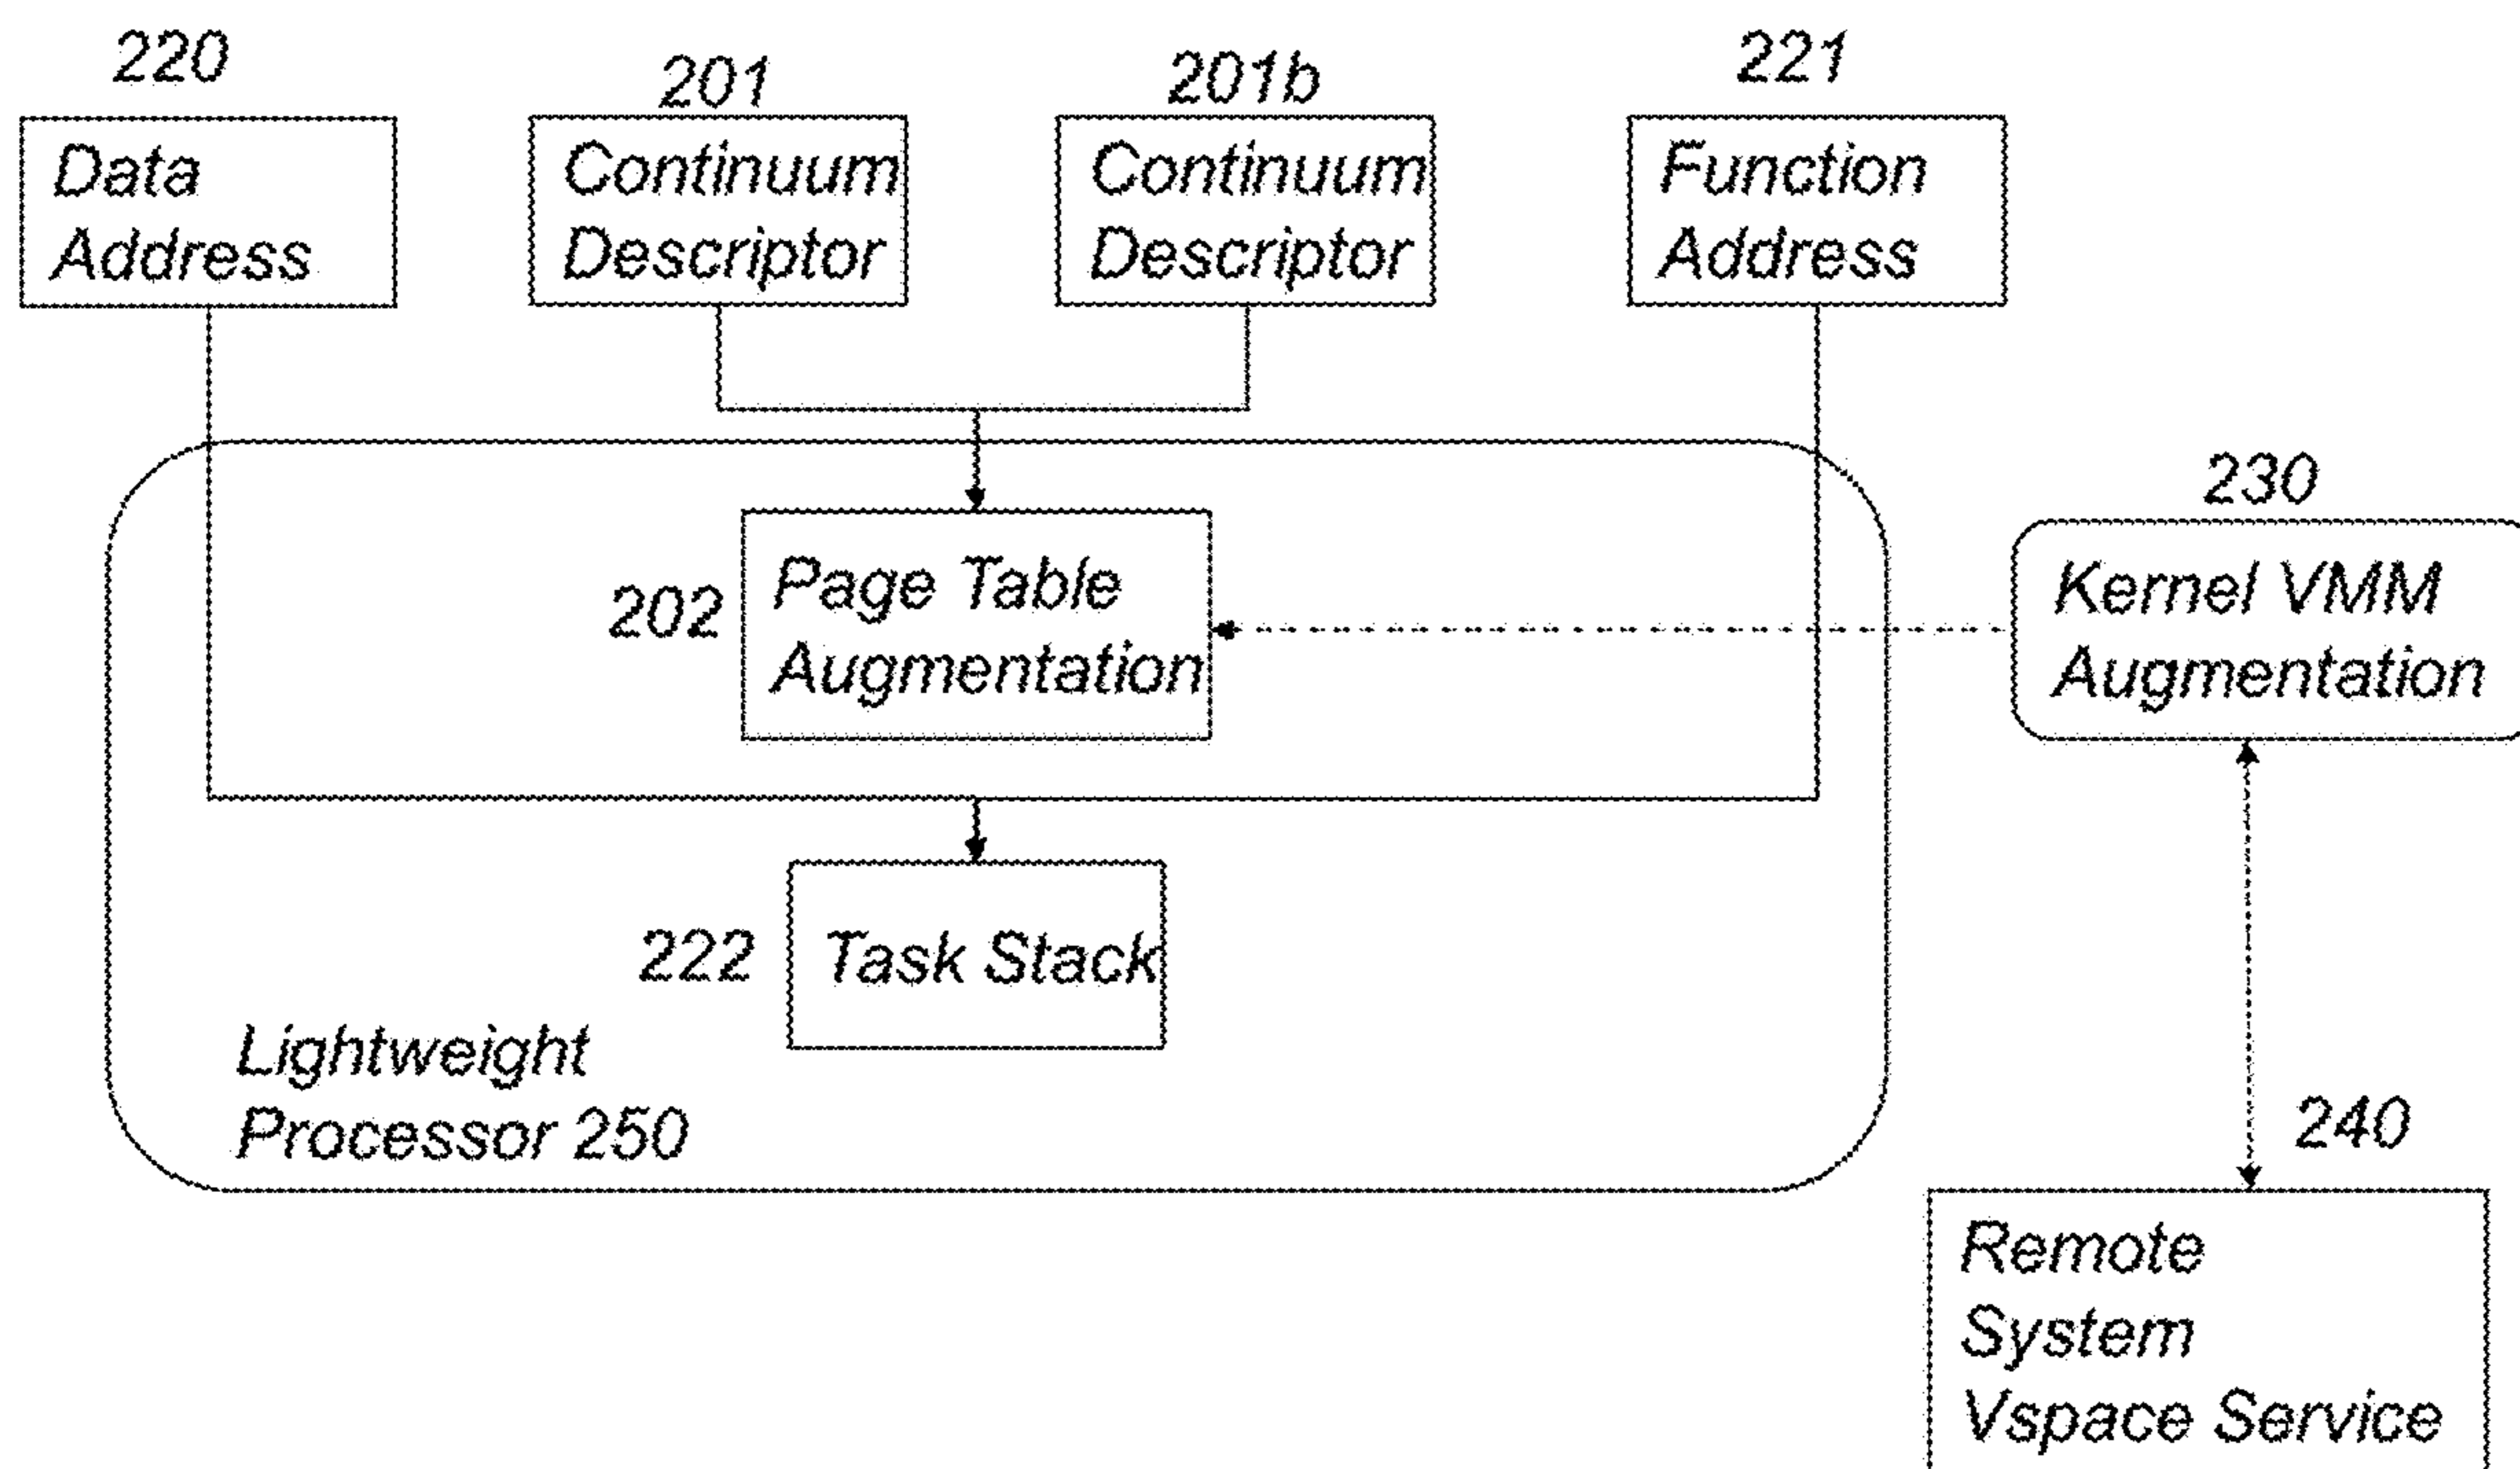 220
Data
Address
201
Continuum
Descriptor
201b
Continuum
Descriptor
221
Function
Address
202
Page Table
Augmentation
230
Kernel VMM
Augmentation
222
Task Stack
Lightweight
Processor 250
240
Remote
System
Vspace Service